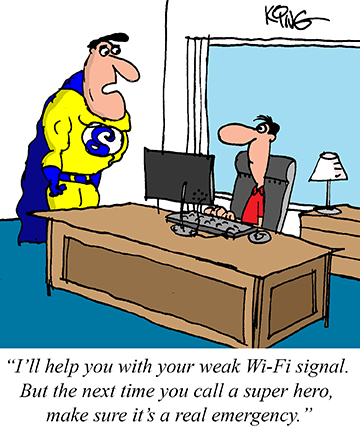 KING
S
“I’ll help you with your weak Wi-Fi signal.
But the next time you call a super hero,
make sure it’s a real emergency.”